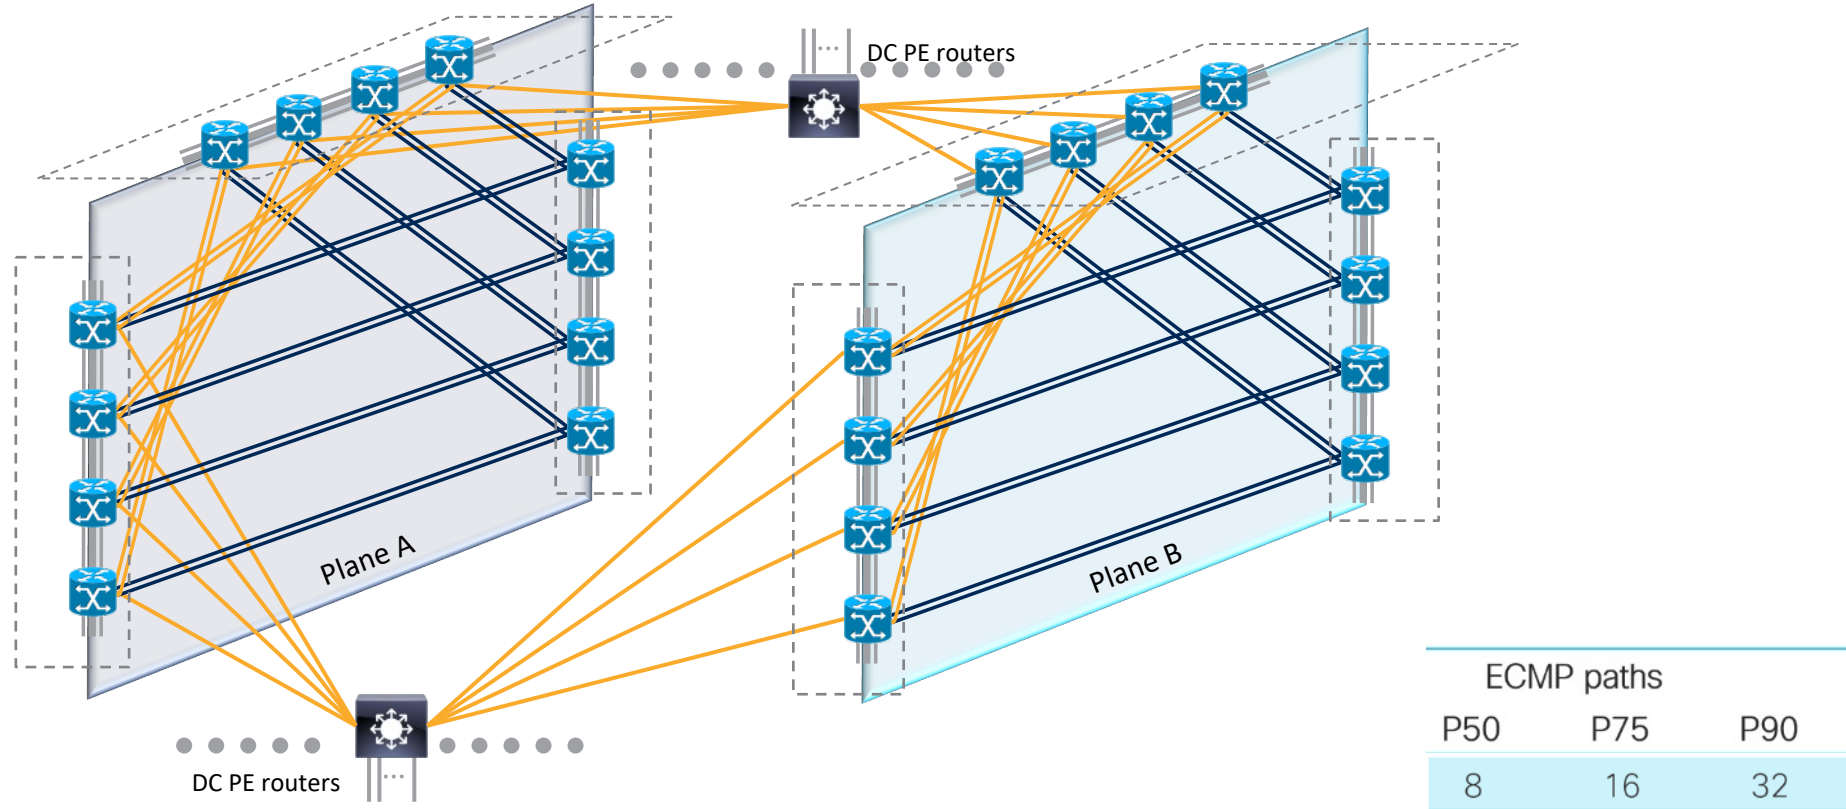 DC PE routers
Plane A
Plane B
DC PE routers
ECMP paths
P50 P75 P90
8 16 32